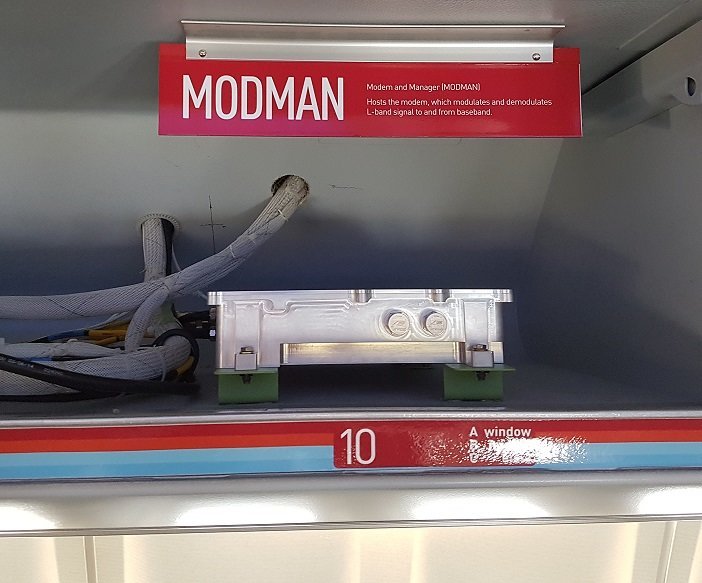 MODMAN
Modem and Manager (MODMAN)
Hosts the modem, which modulates and demodulates
L-band signal to and from baseband.
10
A window
B